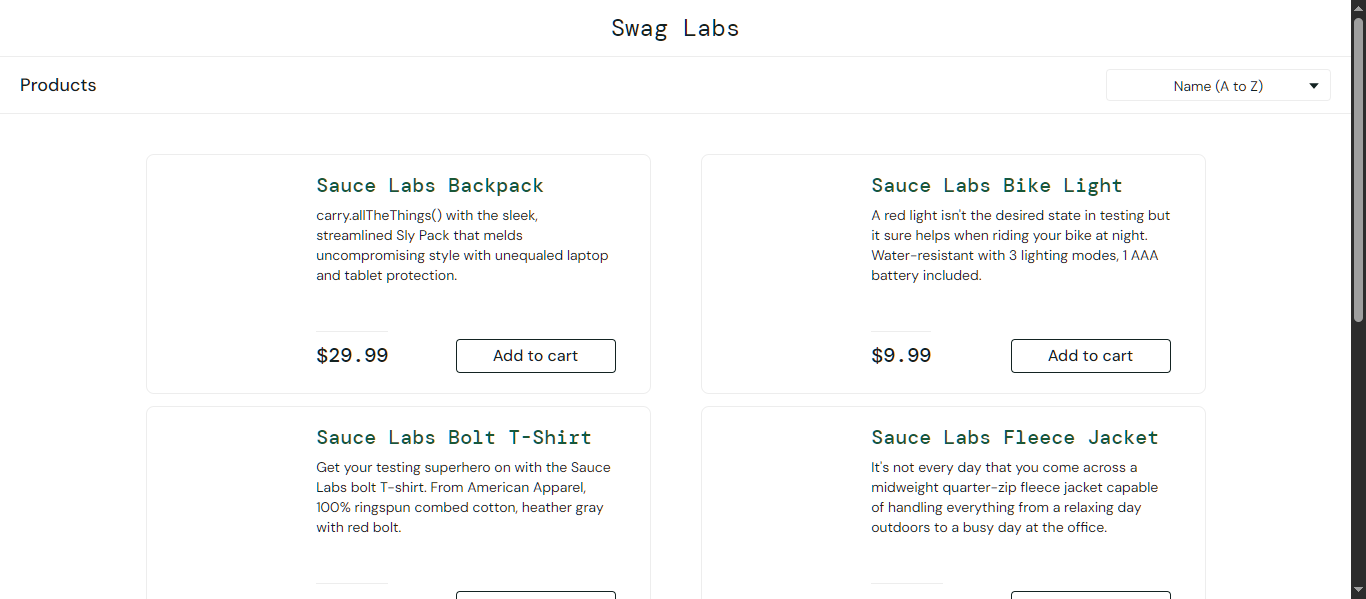 Swag Labs
Products
Name (A to Z)
Sauce Labs Backpack
carry.allTheThings() with the sleek,
streamlined Sly Pack that melds
uncompromising style with unequaled laptop
and tablet protection.
$29.99
Add to cart
Sauce Labs Bike Light
A red light isn't the desired state in testing but
it sure helps when riding your bike at night.
Water-resistant with 3 lighting modes, 1 AAA
battery included.
$9.99
Add to cart
Sauce Labs Bolt T-Shirt
Get your testing superhero on with the Sauce
Labs bolt T-shirt. From American Apparel,
100% ringspun combed cotton, heather gray
with red bolt.
Sauce Labs Fleece Jacket
It's not every day that you come across a
midweight quarter-zip fleece jacket capable
of handling everything from a relaxing day
outdoors to a busy day at the office.